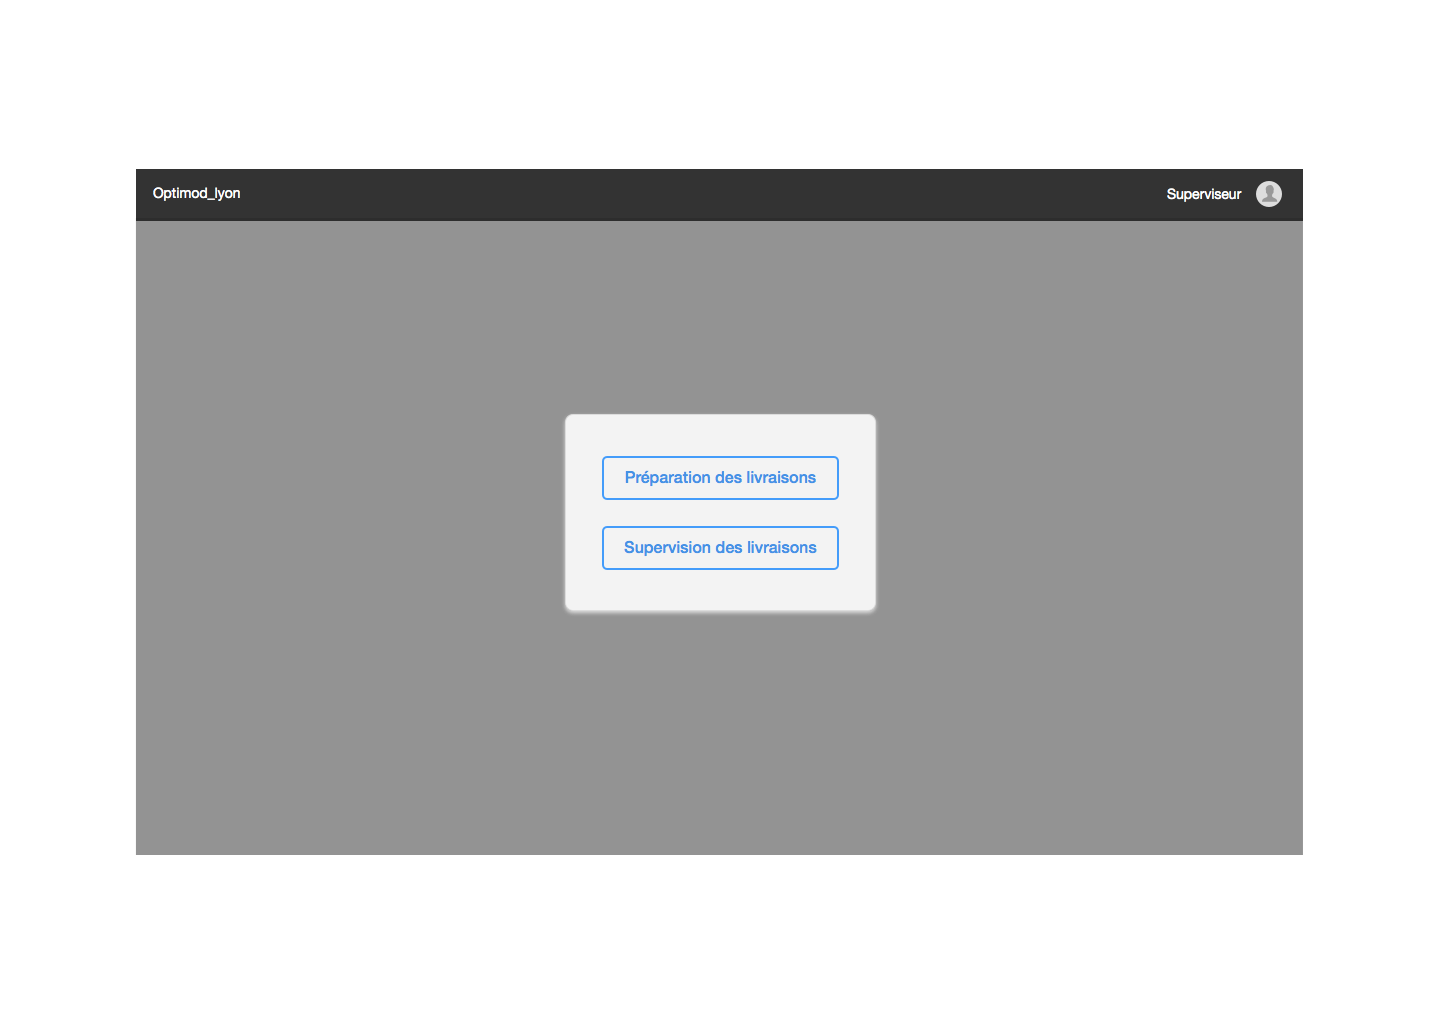 Optimod_lyon
Superviseur
Préparation des livraisons
Supervision des livraisons